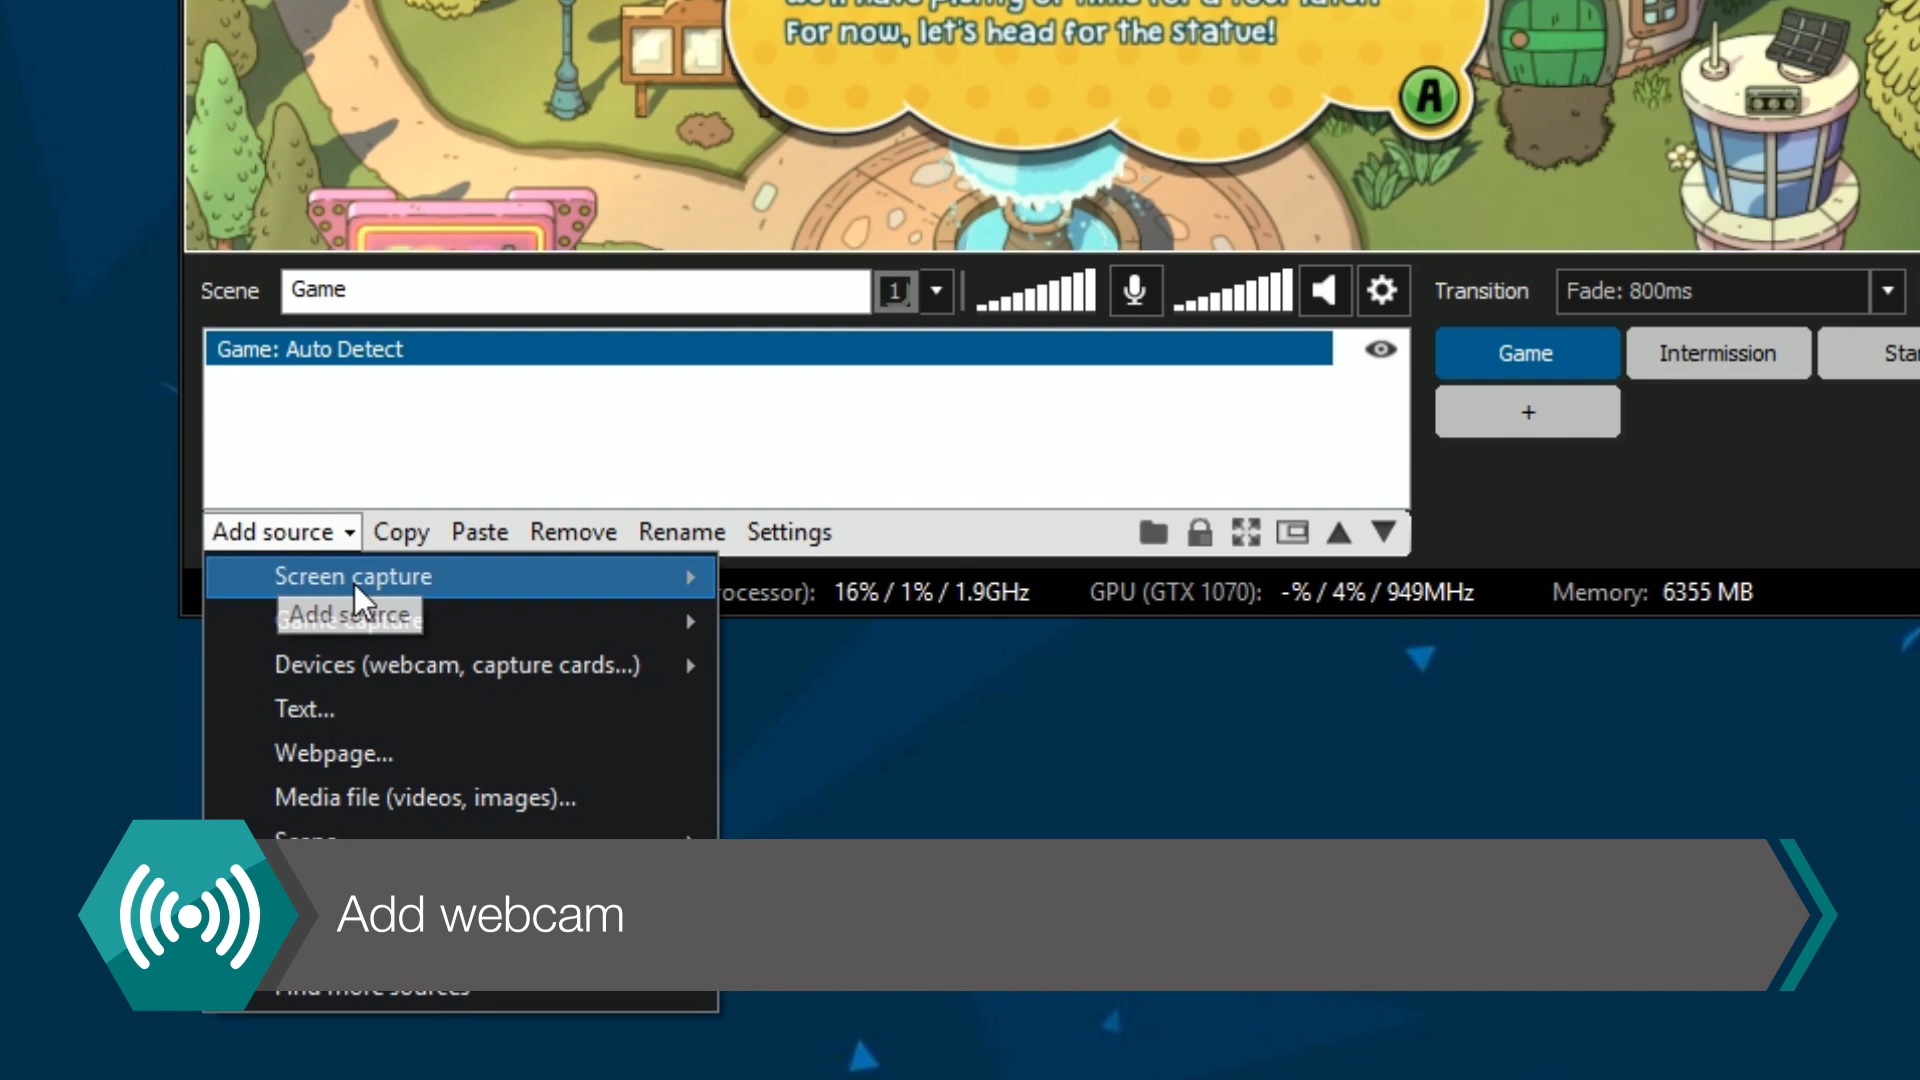 For now, let's head for the statue!
A
Scene
Game
1
Transition
Fade: 800ms
Game: Auto Detect
Game
Intermission
+
Add source
Copy
Paste
Remove
Rename
Settings
Screen capture
Add source
Game capture
Devices (webcam, capture cards...)
Text...
Webpage...
Media file (videos, images)...
ocessor): 16% / 1% / 1.9GHz
GPU (GTX 1070): -% / 4% / 949MHz
Memory: 6355 MB
Add webcam